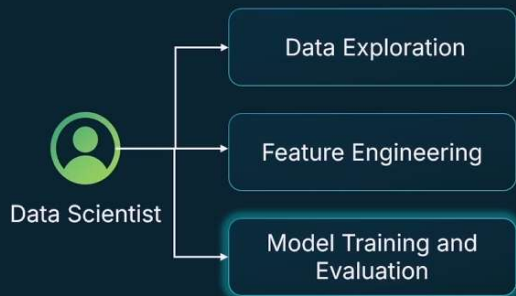 Data Exploration
Feature Engineering
Data Scientist
Model Training and
Evaluation